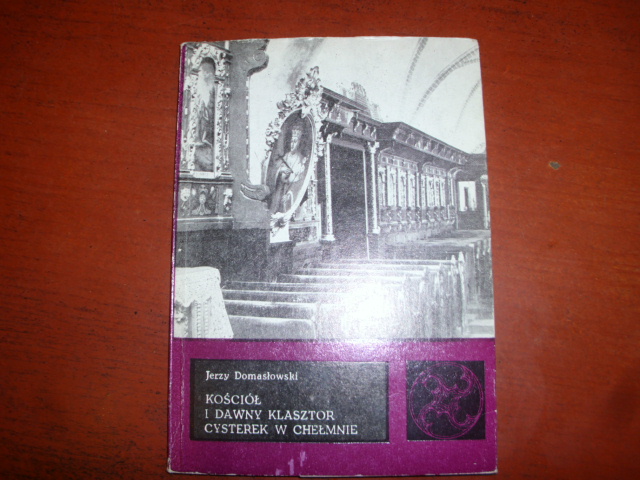 Jerzy Domasłowski
KOŚCIÓŁ
I DAWNY KLASZTOR
CYSTEREK W CHEŁMNIE